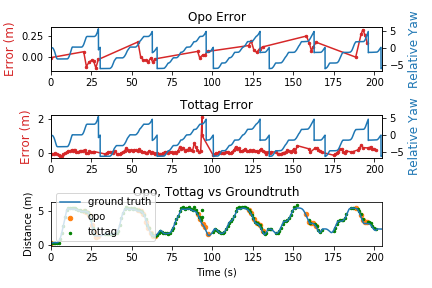 Opo Error
Error (m)
0.25
0.00
5
0
−5
Relative Yaw
0 25 50 75 100 125 150 175 200
Tottag Error
Error (m)
2
0
5
0
−5
Relative Yaw
0 25 50 75 100 125 150 175 200
Opo, Tottag vs Groundtruth
Distance (m)
5
0
ground truth
opo
tottag
0 25 50 75 100 125 150 175 200
Time (s)